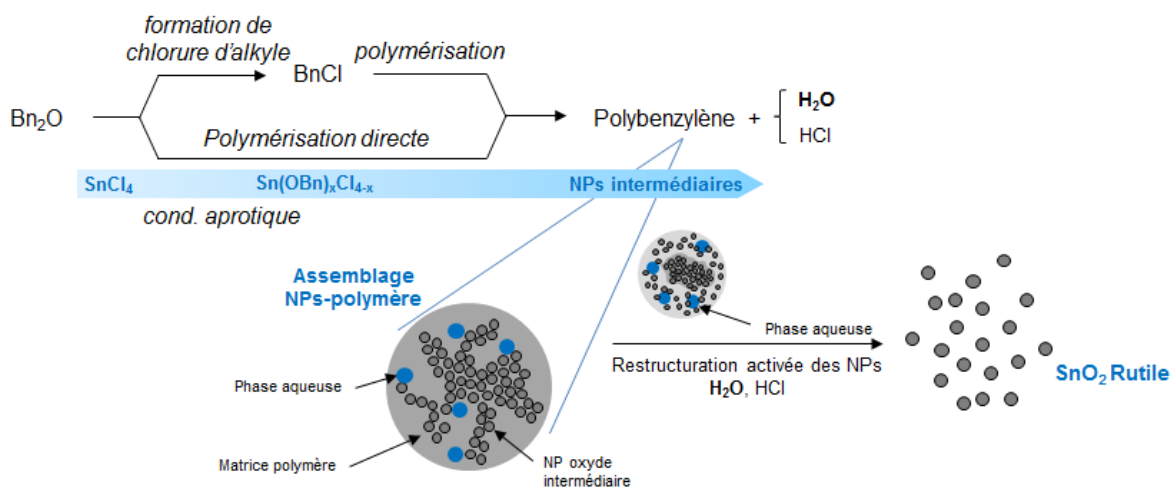 formation de
chlorure d'alkyle
polymérisation
BnCl
Bn₂O
Polymérisation directe
Polybenzylène +
H₂O
HCl
SnCl₄
Sn(OBn)ₓCl₄₋ₓ
NPs intermédiaires
cond. aprotique
Assemblage
NPs-polymère
Phase aqueuse
Phase aqueuse
Restructuration activée des NPs
H₂O, HCl
SnO₂ Rutile
Matrice polymère
NP oxyde
intermédiaire